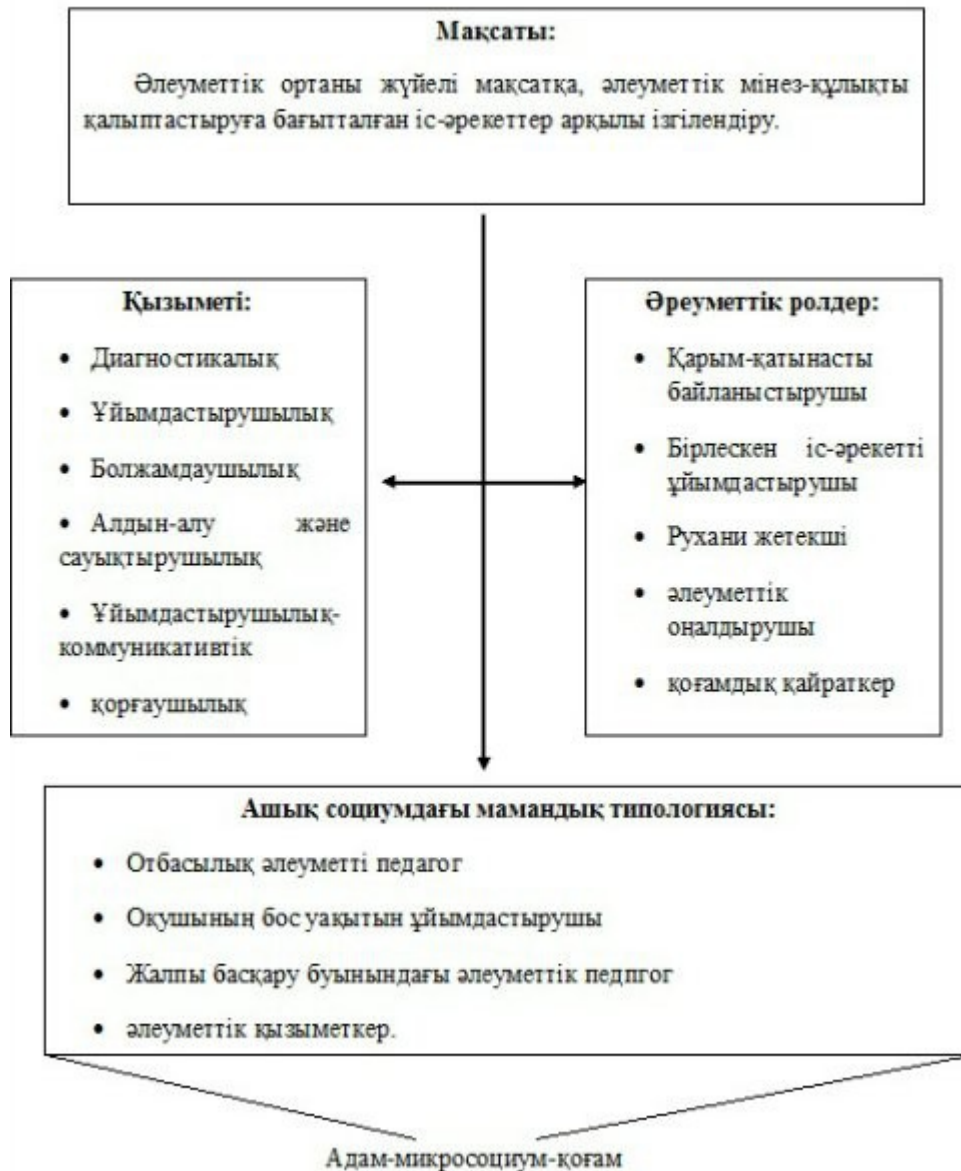 Мақсаты:
Әлеуметтік ортаны жүйелі мақсатқа, әлеуметтік мінез-құлықты
қалыптастыруға бағытталған іс-әрекеттер арқылы ізгілендіру.
Қызыметі:
• Диагностикалық
• Ұйымдастырушылық
• Болжамдаушылық
• Алдын-алу және
сауықтырушылық
• Ұйымдастырушылық-
коммуникативтік
• қорғаушылық
Әреуметтік ролдер:
• Қарым-қатынасты
байланыстырушы
• Бірлескен іс-әрекетті
ұйымдастырушы
• Рухани жетекші
• әлеуметтік
оңалдырушы
• қоғамдық қайраткер
Ашық социумдағы мамандық типологиясы:
• Отбасылық әлеуметті педагог
• Оқушының бос уақытын ұйымдастырушы
• Жалпы басқару буынындағы әлеуметтік педпгог
• әлеуметтік қызыметкер.
Адам-микросоциум-қоғам